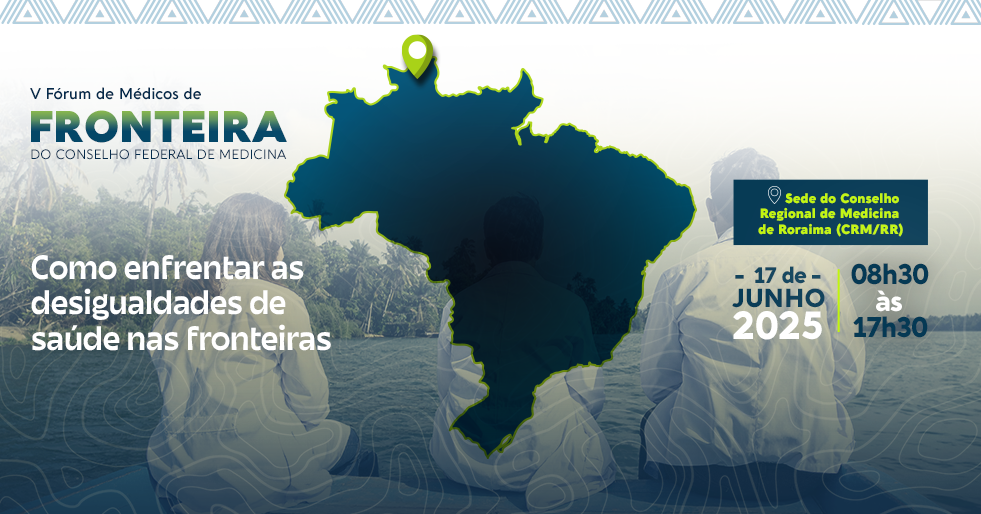 V Fórum de Médicos de
FRONTEIRA
DO CONSELHO FEDERAL DE MEDICINA
Como enfrentar as
desigualdades de
saúde nas fronteiras
Sede do Conselho
Regional de Medicina
de Roraima (CRM/RR)
- 17 de -
JUNHO
2025
08h30
às
17h30